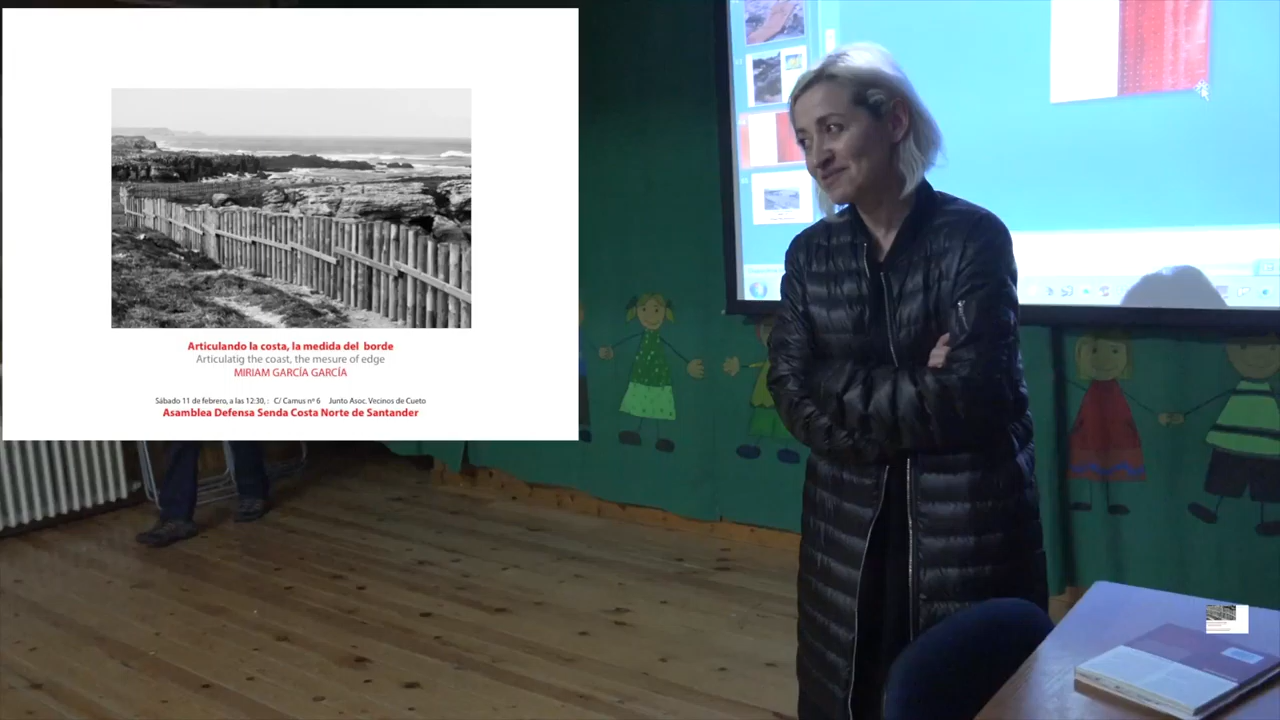 Articulando la costa, la medida del borde
Articulatig the coast, the mesure of edge
MIRIAM GARCÍA GARCÍA
Sábado 11 de febrero, a las 12:30, : C/ Camus nº 6 Junto Asoc. Vecinos de Cueto
Asamblea Defensa Senda Costa Norte de Santander